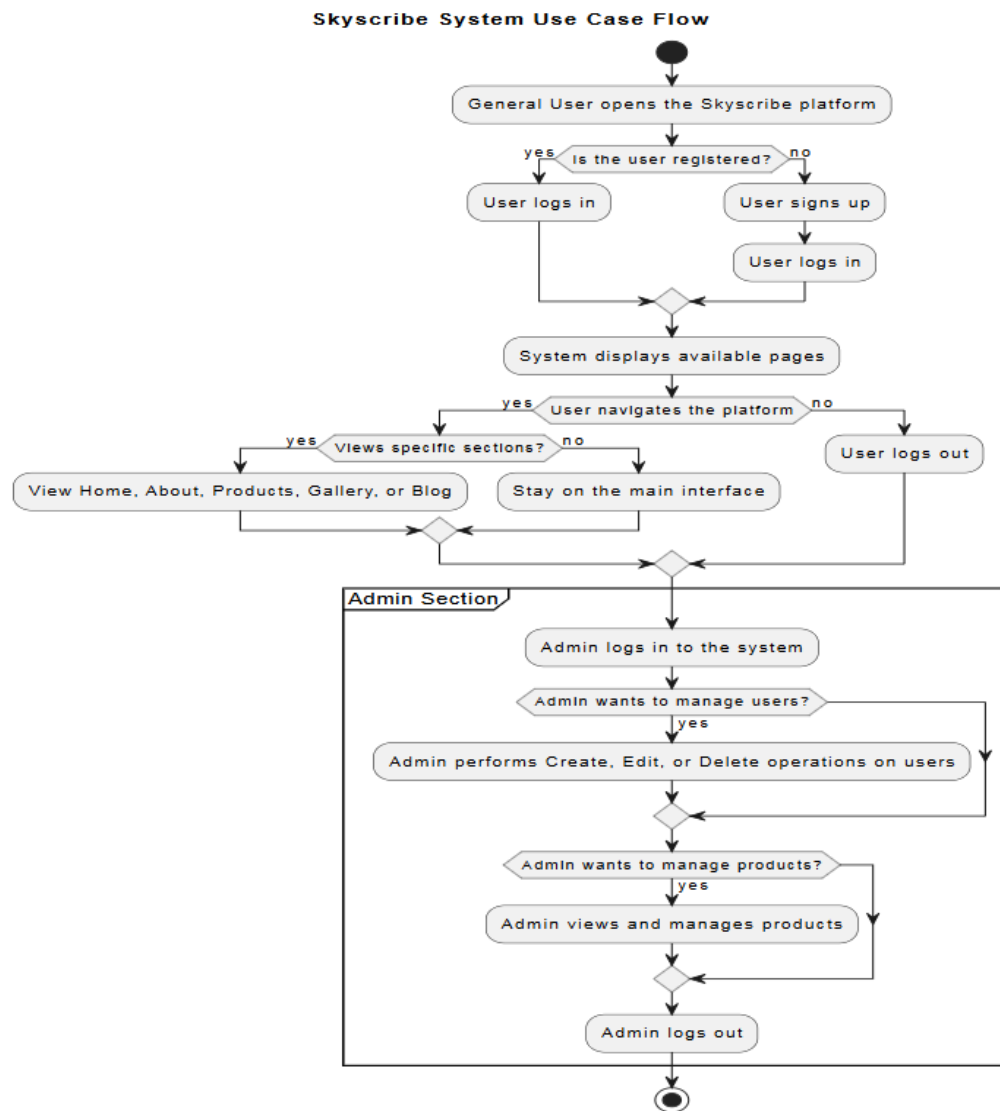 Skyscribe System Use Case Flow
General User opens the Skyscribe platform
yes
Is the user registered?
no
User logs in
User signs up
User logs in
System displays available pages
yes
User navigates the platform
no
yes
Views specific sections?
no
User logs out
View Home, About, Products, Gallery, or Blog
Stay on the main interface
Admin Section
Admin logs in to the system
Admin wants to manage users?
yes
Admin performs Create, Edit, or Delete operations on users
Admin wants to manage products?
yes
Admin views and manages products
Admin logs out